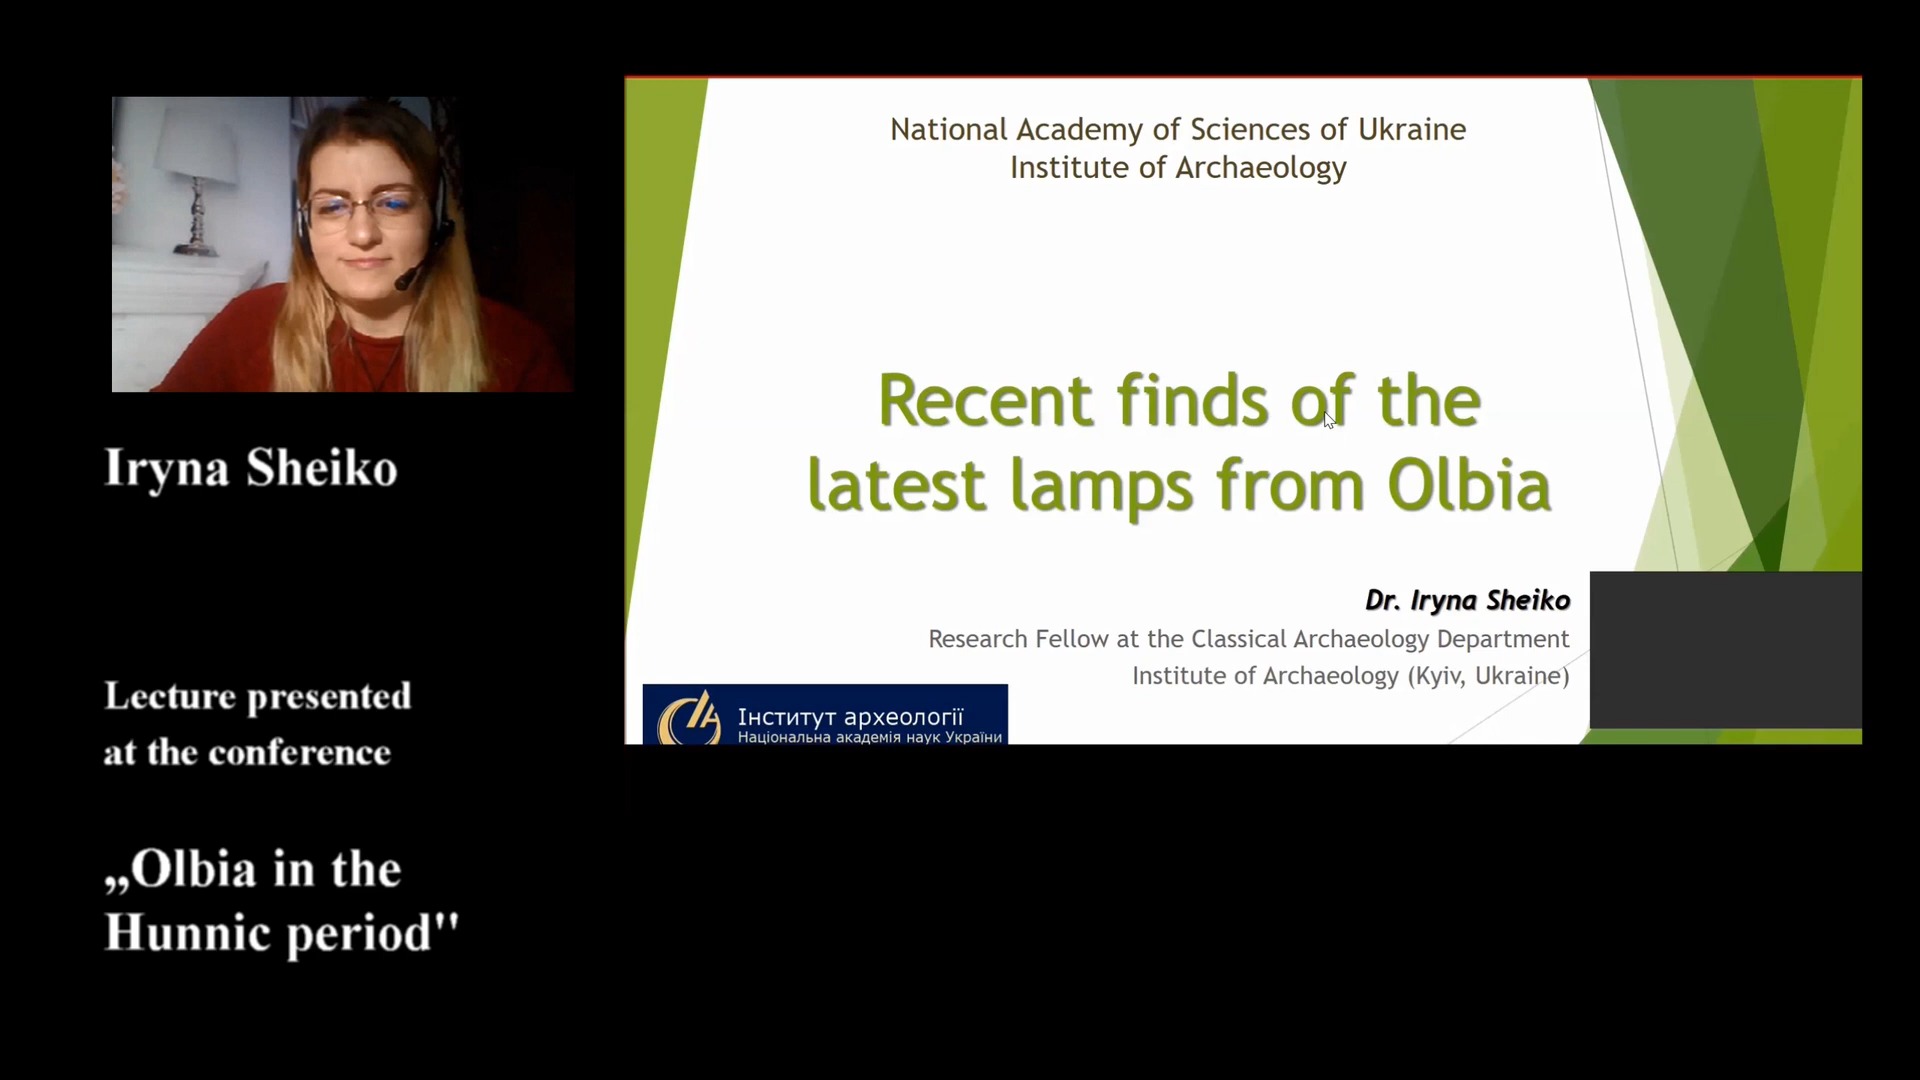 Iryna Sheiko
Lecture presented
at the conference
„Olbia in the
Hunnic period"
National Academy of Sciences of Ukraine
Institute of Archaeology
Recent finds of the
latest lamps from Olbia
Dr. Iryna Sheiko
Research Fellow at the Classical Archaeology Department
Institute of Archaeology (Kyiv, Ukraine)
Інститут археології
Національна академія наук України